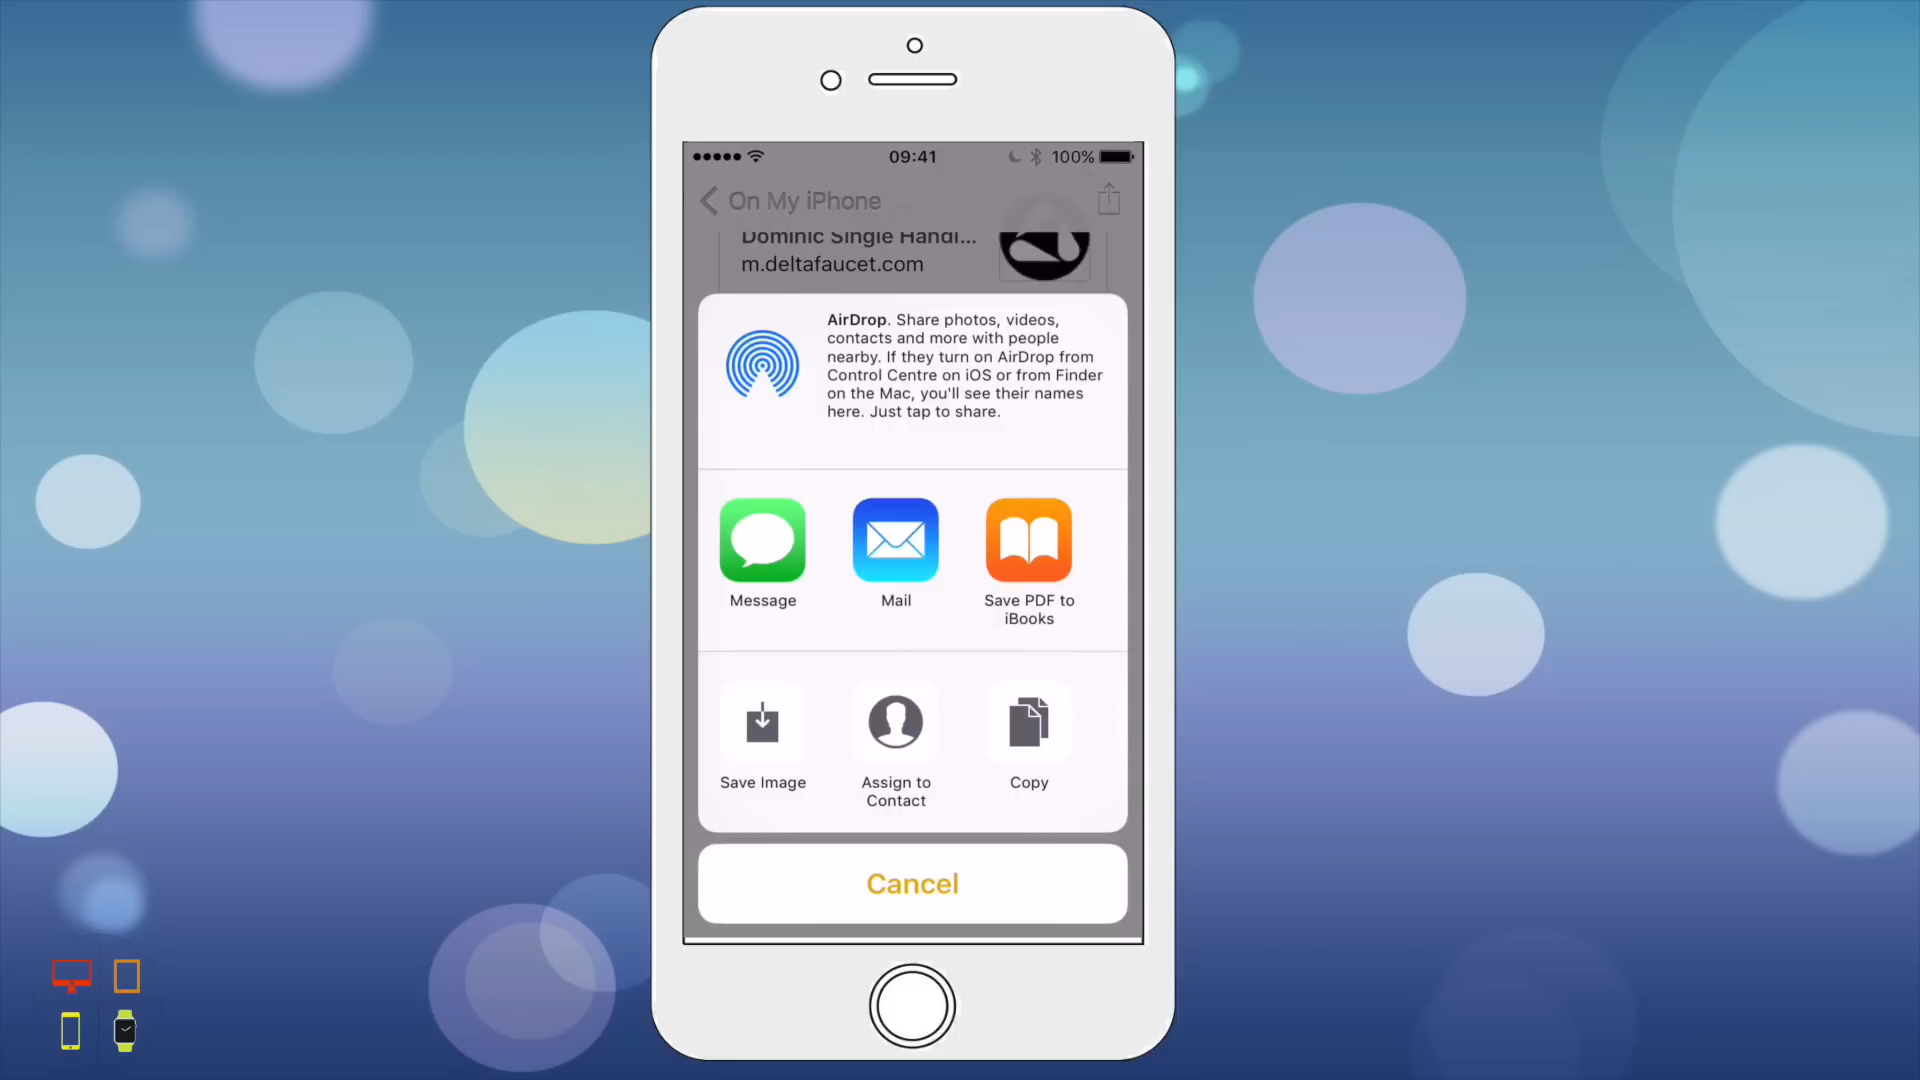 09:41
100%
On My iPhone
Dominic Single Handl...
m.deltafaucet.com
AirDrop. Share photos, videos,
contacts and more with people
nearby. If they turn on AirDrop from
Control Centre on iOS or from Finder
on the Mac, you'll see their names
here. Just tap to share.
Message
Mail
Save PDF to
iBooks
Save Image
Assign to
Contact
Copy
Cancel